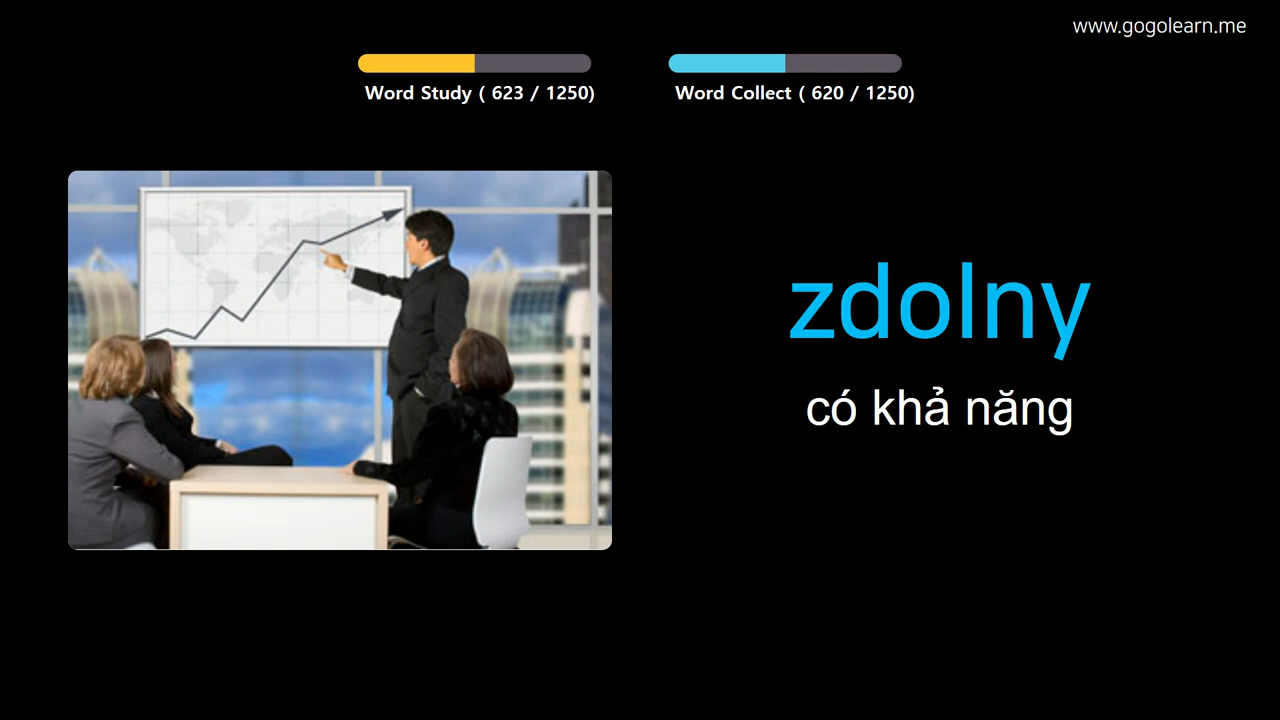 www.gogolearn.me
Word Study ( 623 / 1250)
Word Collect ( 620 / 1250)
zdolny
có khả năng